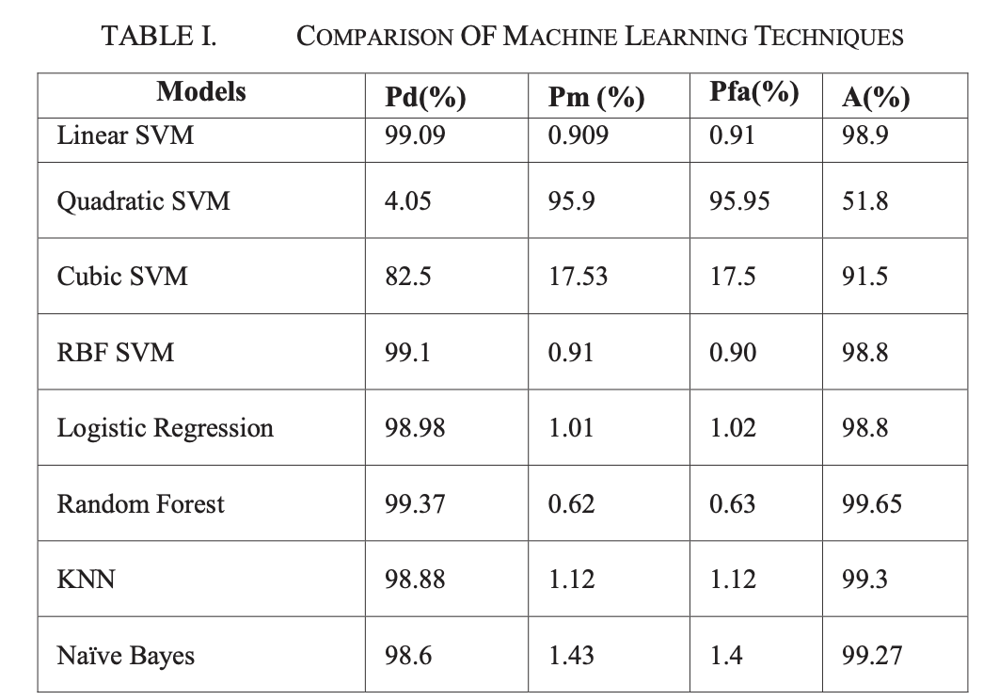 TABLE I. COMPARISON OF MACHINE LEARNING TECHNIQUES
Models Pd(%) Pm (%) Pfa(%) A(%)
Linear SVM 99.09 0.909 0.91 98.9
Quadratic SVM 4.05 95.9 95.95 51.8
Cubic SVM 82.5 17.53 17.5 91.5
RBF SVM 99.1 0.91 0.90 98.8
Logistic Regression 98.98 1.01 1.02 98.8
Random Forest 99.37 0.62 0.63 99.65
KNN 98.88 1.12 1.12 99.3
Naïve Bayes 98.6 1.43 1.4 99.27